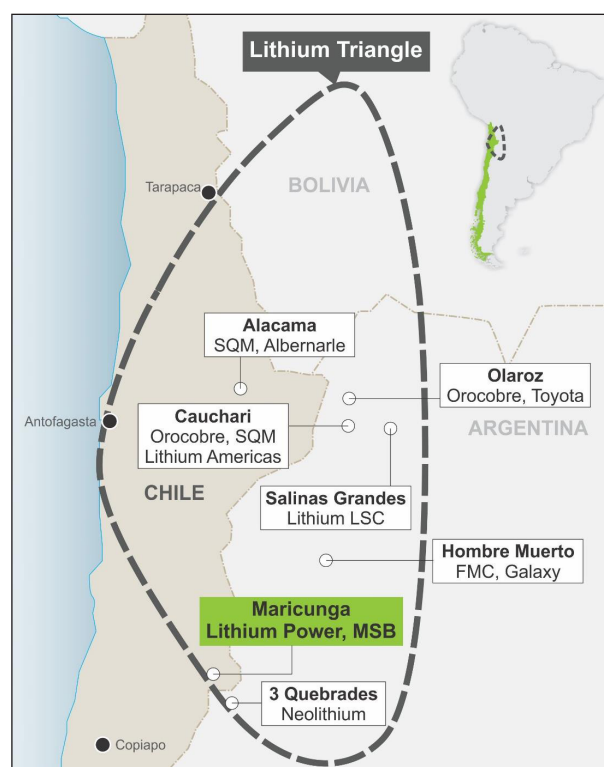 Lithium Triangle
BOLIVIA
Tarapaca
Alacama
SQM, Albernarle
Olaroz
Orocobre, Toyota
Cauchari
Orocobre, SQM
Lithium Americas
Antofagasta
ARGENTINA
CHILE
Salinas Grandes
Lithium LSC
Hombre Muerto
FMC, Galaxy
Maricunga
Lithium Power, MSB
3 Quebrades
Neolithium
Copiapo